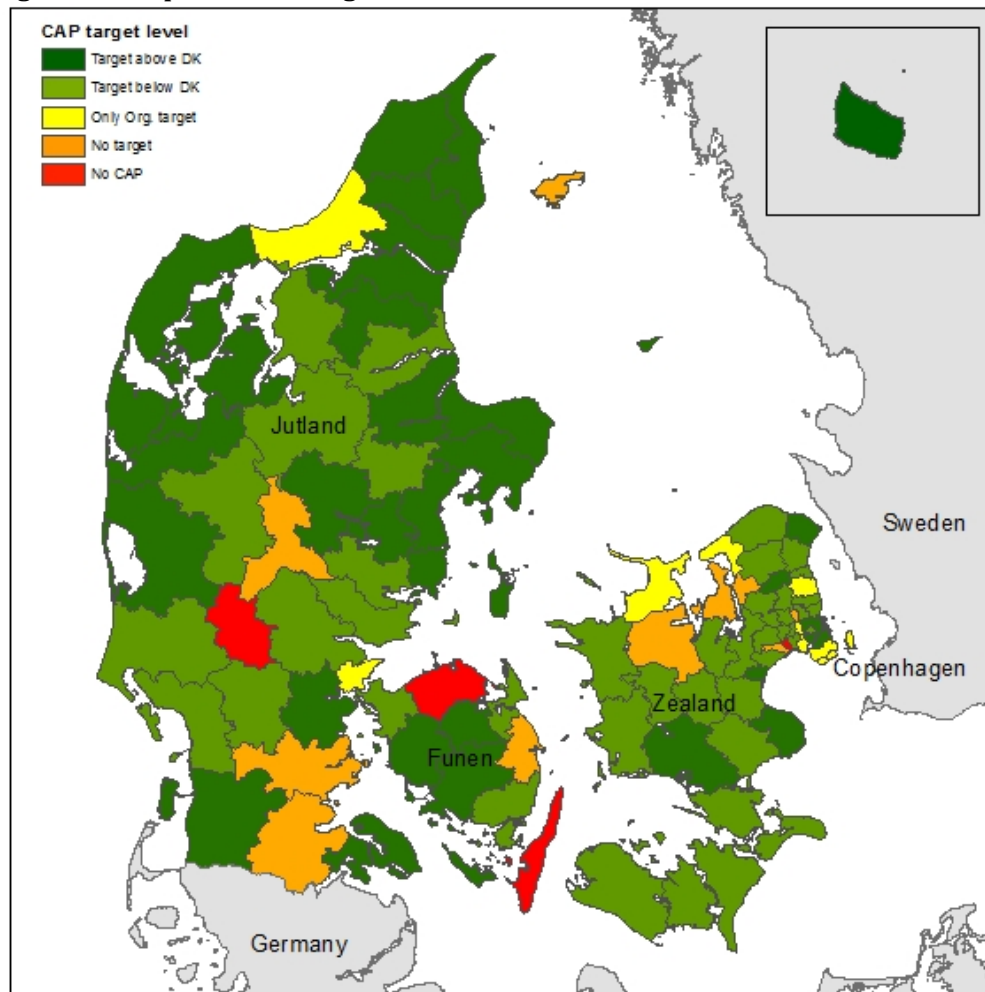 CAP target level
Target above DK
Target below DK
Only Org. target
No target
No CAP
Jutland
Sweden
Copenhagen
Zealand
Funen
Germany